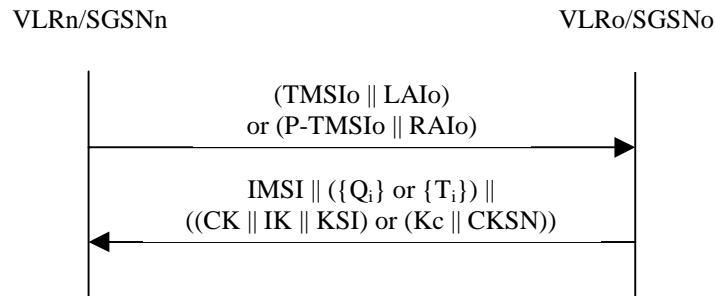 VLRn/SGSNn
VLRo/SGSNo
(TMSIo || LAIo)
or (P-TMSIo || RAIo)
IMSI || ({Qi} or {Ti}) ||
((CK || IK || KSI) or (Kc || CKSN))